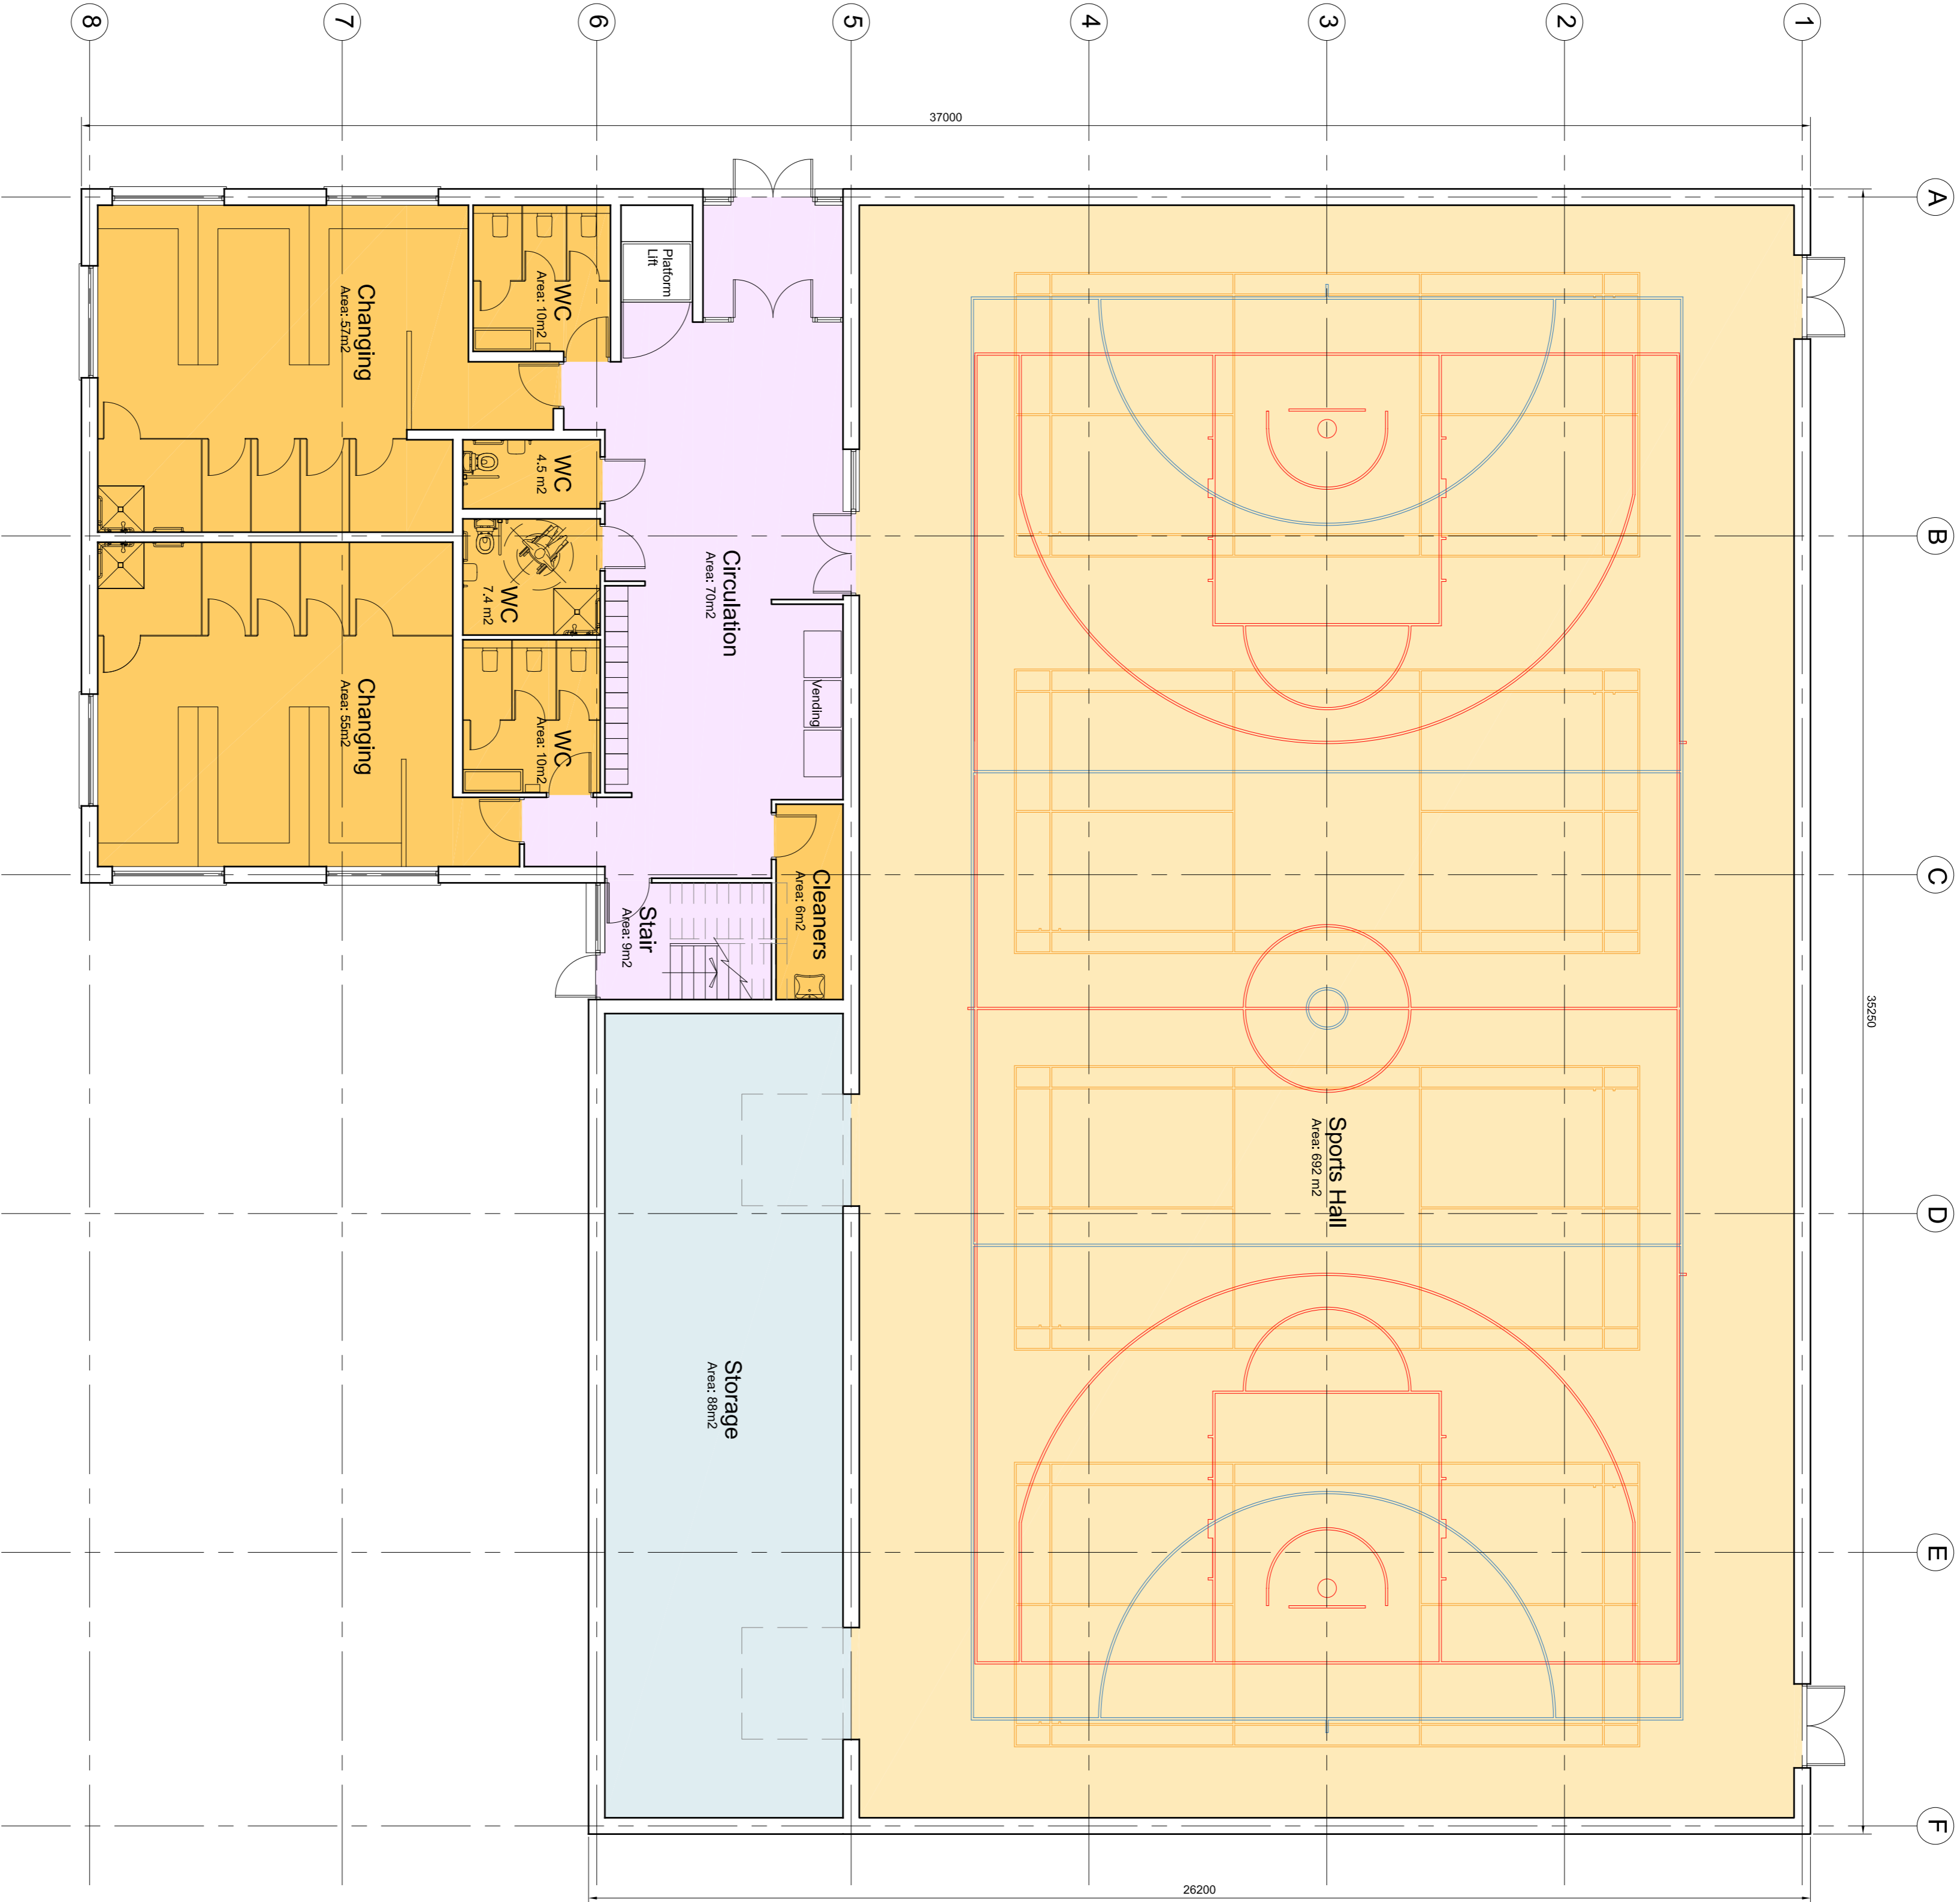 8
7
6
5
4
3
2
1
37000
A
B
C
D
E
F
35250
26200
Platform
Lift
WC
Area: 10m2
Changing
Area: 57m2
WC
4.5 m2
WC
7.4 m2
Circulation
Area: 70m2
Vending
WC
Area: 10m2
Changing
Area: 55m2
Cleaners
Area: 6m2
Stair
Area: 9m2
Sports Hall
Area: 692 m2
Storage
Area: 88m2